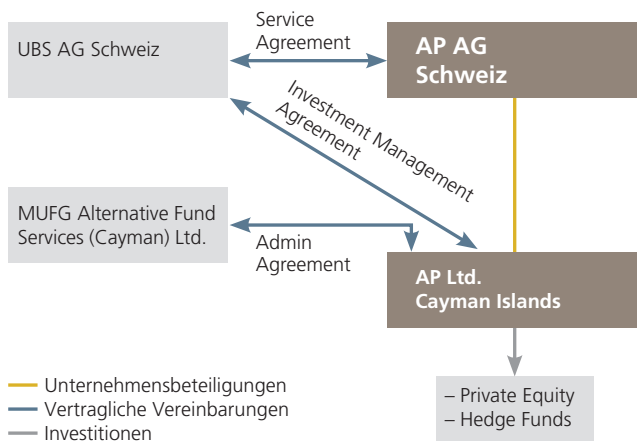 UBS AG Schweiz
Service
Agreement
AP AG
Schweiz
Investment Management
Agreement
MUFG Alternative Fund
Services (Cayman) Ltd.
Admin
Agreement
AP Ltd.
Cayman Islands
– Private Equity
– Hedge Funds
Unternehmensbeteiligungen
Vertragliche Vereinbarungen
Investitionen